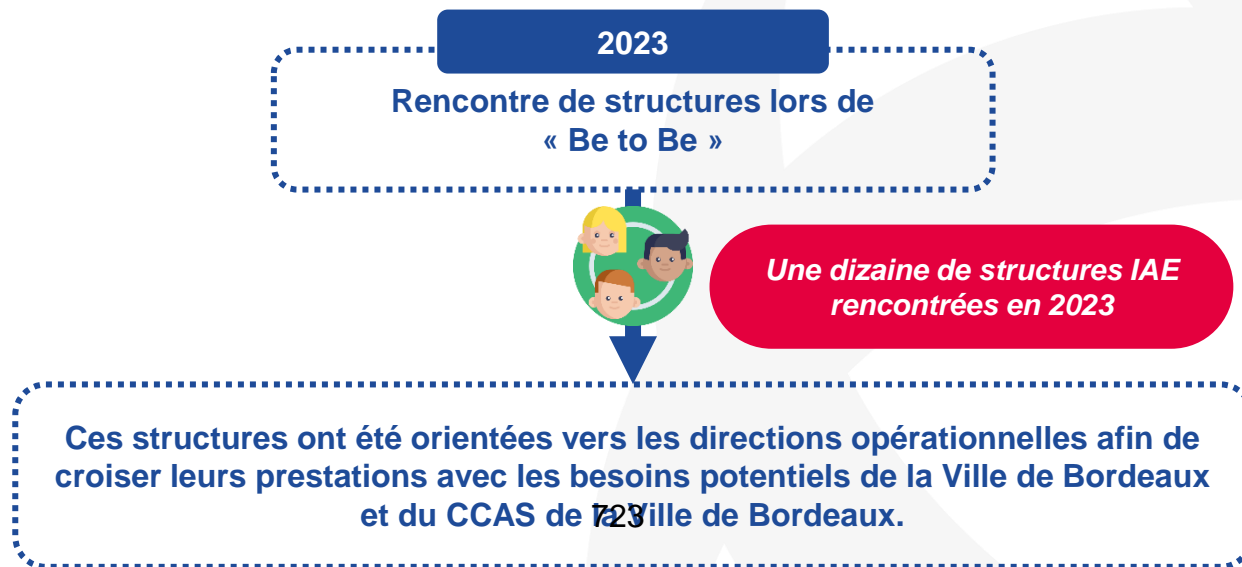 2023
Rencontre de structures lors de
« Be to Be »
Une dizaine de structures IAE
rencontrées en 2023
Ces structures ont été orientées vers les directions opérationnelles afin de
croiser leurs prestations avec les besoins potentiels de la Ville de Bordeaux
et du CCAS de la Ville de Bordeaux.
723